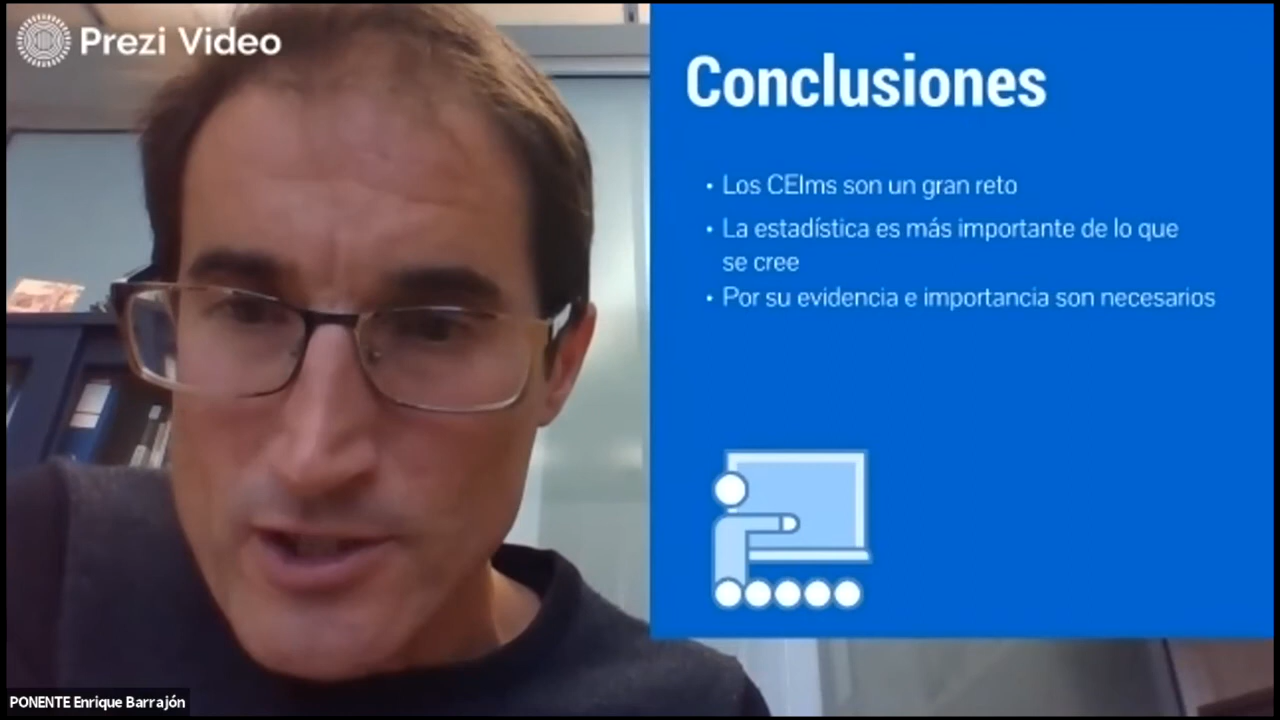 Prezi Video
Conclusiones
• Los CEIms son un gran reto
• La estadística es más importante de lo que
se cree
• Por su evidencia e importancia son necesarios
PONENTE Enrique Barrajón